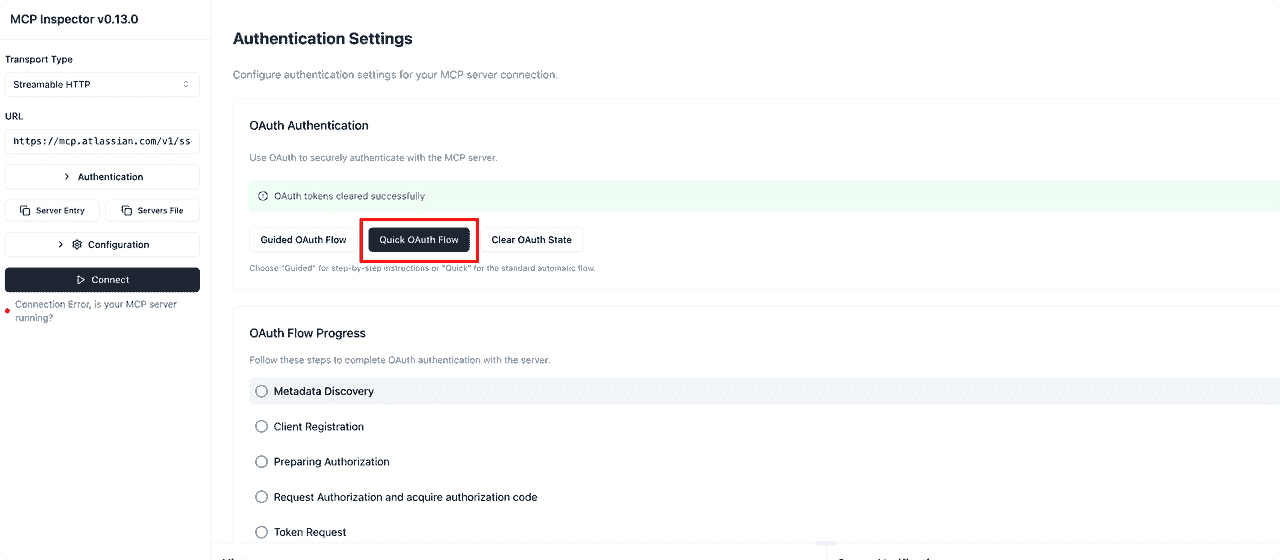 MCP Inspector v0.13.0
Transport Type
Streamable HTTP
URL
https://mcp.atlassian.com/v1/ss
Authentication
Server Entry
Servers File
Configuration
Connect
Connection Error, is your MCP server
running?
Authentication Settings
Configure authentication settings for your MCP server connection.
OAuth Authentication
Use OAuth to securely authenticate with the MCP server.
OAuth tokens cleared successfully
Guided OAuth Flow
Quick OAuth Flow
Clear OAuth State
Choose "Guided" for step-by-step instructions or "Quick" for the standard automatic flow.
OAuth Flow Progress
Follow these steps to complete OAuth authentication with the server.
Metadata Discovery
Client Registration
Preparing Authorization
Request Authorization and acquire authorization code
Token Request